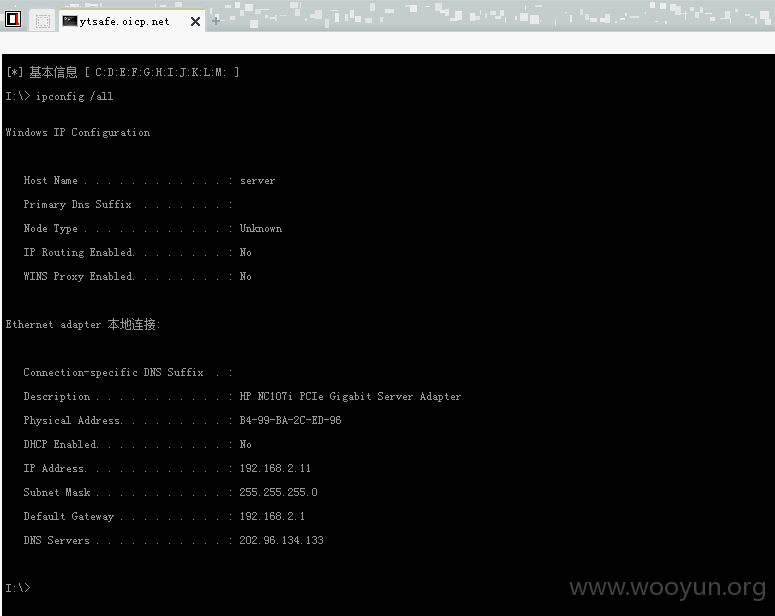 ytsafe.oicp.net
[*] 基本信息 [ C:D:E:F:G:H:I:J:K:L:M: ]
I:\> ipconfig /all
Windows IP Configuration
Host Name . . . . . . . . . . . . : server
Primary Dns Suffix . . . . . . . :
Node Type . . . . . . . . . . . . : Unknown
IP Routing Enabled. . . . . . . . : No
WINS Proxy Enabled. . . . . . . . : No
Ethernet adapter 本地连接:
Connection-specific DNS Suffix . :
Description . . . . . . . . . . . : HP NC107i PCIe Gigabit Server Adapter
Physical Address. . . . . . . . . : B4-99-BA-2C-ED-96
DHCP Enabled. . . . . . . . . . . : No
IP Address. . . . . . . . . . . . : 192.168.2.11
Subnet Mask . . . . . . . . . . . : 255.255.255.0
Default Gateway . . . . . . . . . : 192.168.2.1
DNS Servers . . . . . . . . . . . : 202.96.134.133
I:\>
www.wooyun.org